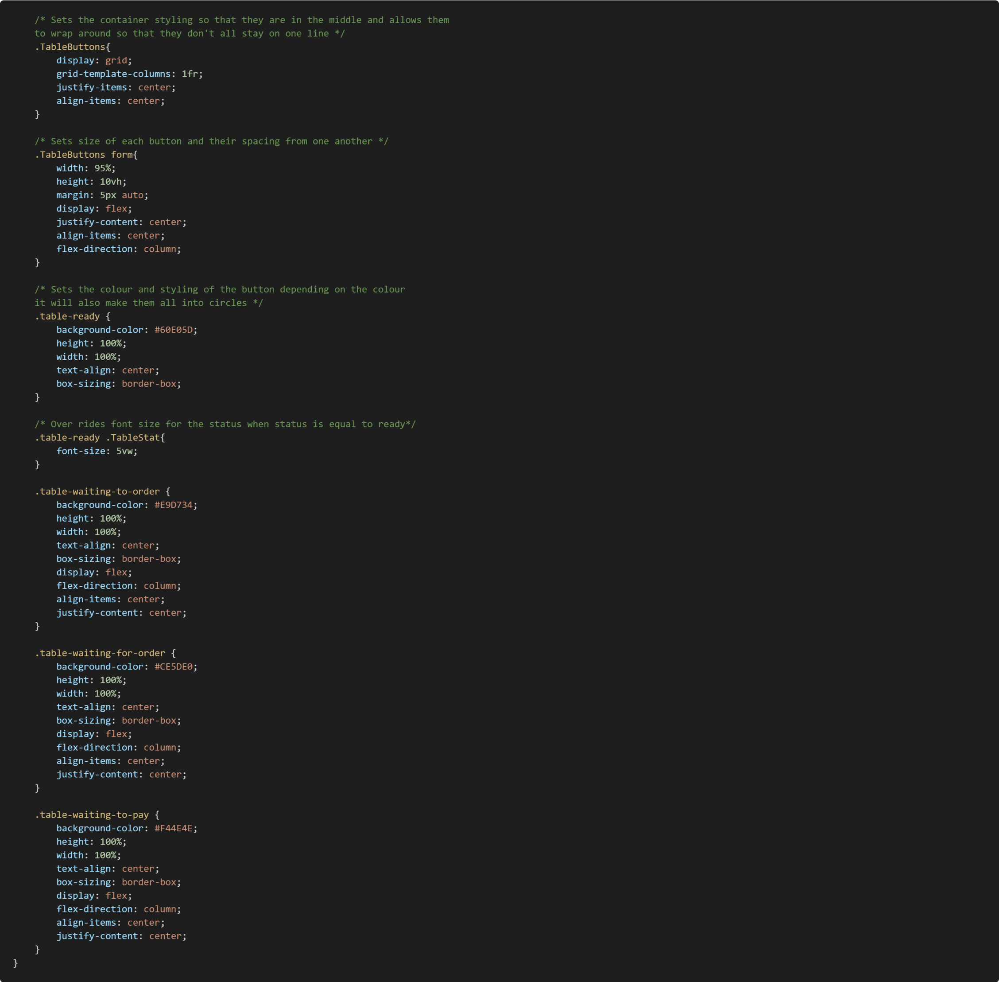 /* Sets the container styling so that they are in the middle and allows them
to wrap around so that they don't all stay on one line */
.TableButtons{
display: grid;
grid-template-columns: 1fr;
justify-items: center;
align-items: center;
}
/* Sets size of each button and their spacing from one another */
.TableButtons form{
width: 95%;
height: 10vh;
margin: 5px auto;
display: flex;
justify-content: center;
align-items: center;
flex-direction: column;
}
/* Sets the colour and styling of the button depending on the colour
it will also make them all into circles */
.table-ready {
background-color: #60E05D;
height: 100%;
width: 100%;
text-align: center;
box-sizing: border-box;
}
/* Over rides font size for the status when status is equal to ready*/
.table-ready .TableStat{
font-size: 5vw;
}
.table-waiting-to-order {
background-color: #E9D734;
height: 100%;
width: 100%;
text-align: center;
box-sizing: border-box;
display: flex;
flex-direction: column;
align-items: center;
justify-content: center;
}
.table-waiting-for-order {
background-color: #CE5DE0;
height: 100%;
width: 100%;
text-align: center;
box-sizing: border-box;
display: flex;
flex-direction: column;
align-items: center;
justify-content: center;
}
.table-waiting-to-pay {
background-color: #F44E4E;
height: 100%;
width: 100%;
text-align: center;
box-sizing: border-box;
display: flex;
flex-direction: column;
align-items: center;
justify-content: center;
}
}